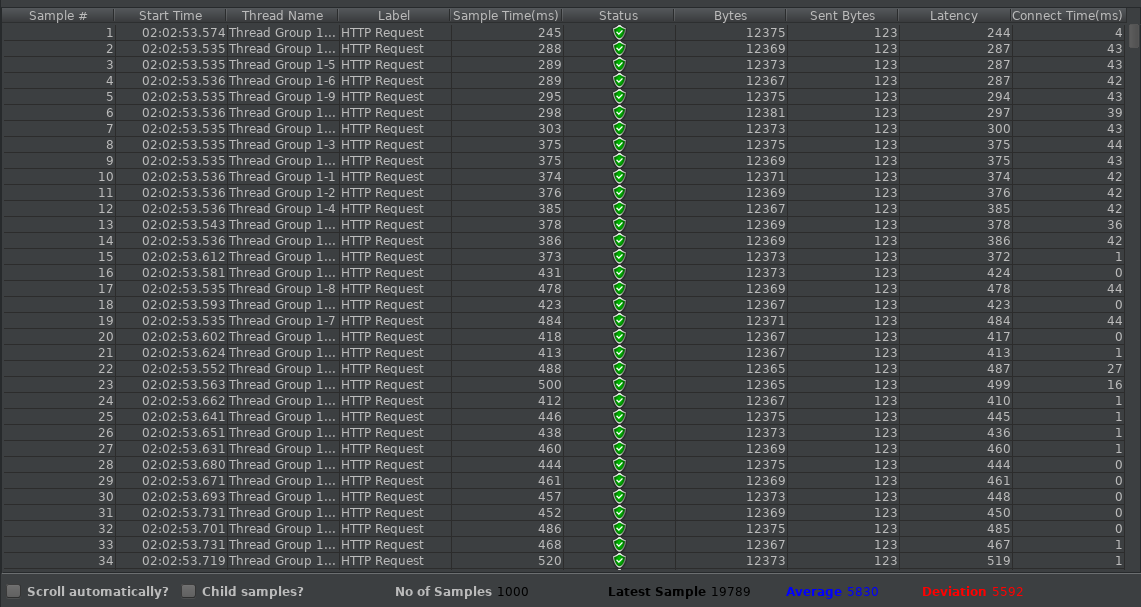 Sample # Start Time Thread Name Label Sample Time(ms) Status Bytes Sent Bytes Latency Connect Time(ms)
1 02:02:53.574 Thread Group 1... HTTP Request 245 12375 123 244 4
2 02:02:53.535 Thread Group 1... HTTP Request 288 12369 123 287 43
3 02:02:53.535 Thread Group 1-5 HTTP Request 289 12373 123 287 43
4 02:02:53.536 Thread Group 1-6 HTTP Request 289 12367 123 287 42
5 02:02:53.535 Thread Group 1-9 HTTP Request 295 12375 123 294 43
6 02:02:53.536 Thread Group 1... HTTP Request 298 12381 123 297 39
7 02:02:53.535 Thread Group 1... HTTP Request 303 12373 123 300 43
8 02:02:53.535 Thread Group 1-3 HTTP Request 375 12375 123 375 44
9 02:02:53.535 Thread Group 1... HTTP Request 375 12369 123 375 43
10 02:02:53.536 Thread Group 1-1 HTTP Request 374 12371 123 374 42
11 02:02:53.536 Thread Group 1-2 HTTP Request 376 12369 123 376 42
12 02:02:53.536 Thread Group 1-4 HTTP Request 385 12367 123 385 42
13 02:02:53.543 Thread Group 1... HTTP Request 378 12369 123 378 36
14 02:02:53.536 Thread Group 1... HTTP Request 386 12369 123 386 42
15 02:02:53.612 Thread Group 1... HTTP Request 373 12373 123 372 1
16 02:02:53.581 Thread Group 1... HTTP Request 431 12373 123 424 0
17 02:02:53.535 Thread Group 1-8 HTTP Request 478 12369 123 478 44
18 02:02:53.593 Thread Group 1... HTTP Request 423 12367 123 423 0
19 02:02:53.535 Thread Group 1-7 HTTP Request 484 12371 123 484 44
20 02:02:53.602 Thread Group 1... HTTP Request 418 12367 123 417 0
21 02:02:53.624 Thread Group 1... HTTP Request 413 12367 123 413 1
22 02:02:53.552 Thread Group 1... HTTP Request 488 12365 123 487 27
23 02:02:53.563 Thread Group 1... HTTP Request 500 12365 123 499 16
24 02:02:53.662 Thread Group 1... HTTP Request 412 12367 123 410 1
25 02:02:53.641 Thread Group 1... HTTP Request 446 12375 123 445 1
26 02:02:53.651 Thread Group 1... HTTP Request 438 12373 123 436 1
27 02:02:53.631 Thread Group 1... HTTP Request 460 12369 123 460 1
28 02:02:53.680 Thread Group 1... HTTP Request 444 12375 123 444 0
29 02:02:53.671 Thread Group 1... HTTP Request 461 12369 123 461 0
30 02:02:53.693 Thread Group 1... HTTP Request 457 12373 123 448 0
31 02:02:53.731 Thread Group 1... HTTP Request 452 12369 123 450 0
32 02:02:53.701 Thread Group 1... HTTP Request 486 12375 123 485 0
33 02:02:53.731 Thread Group 1... HTTP Request 468 12367 123 467 1
34 02:02:53.719 Thread Group 1... HTTP Request 520 12373 123 519 1
Scroll automatically? Child samples? No of Samples 1000 Latest Sample 19789 Average 5830 Deviation 5592